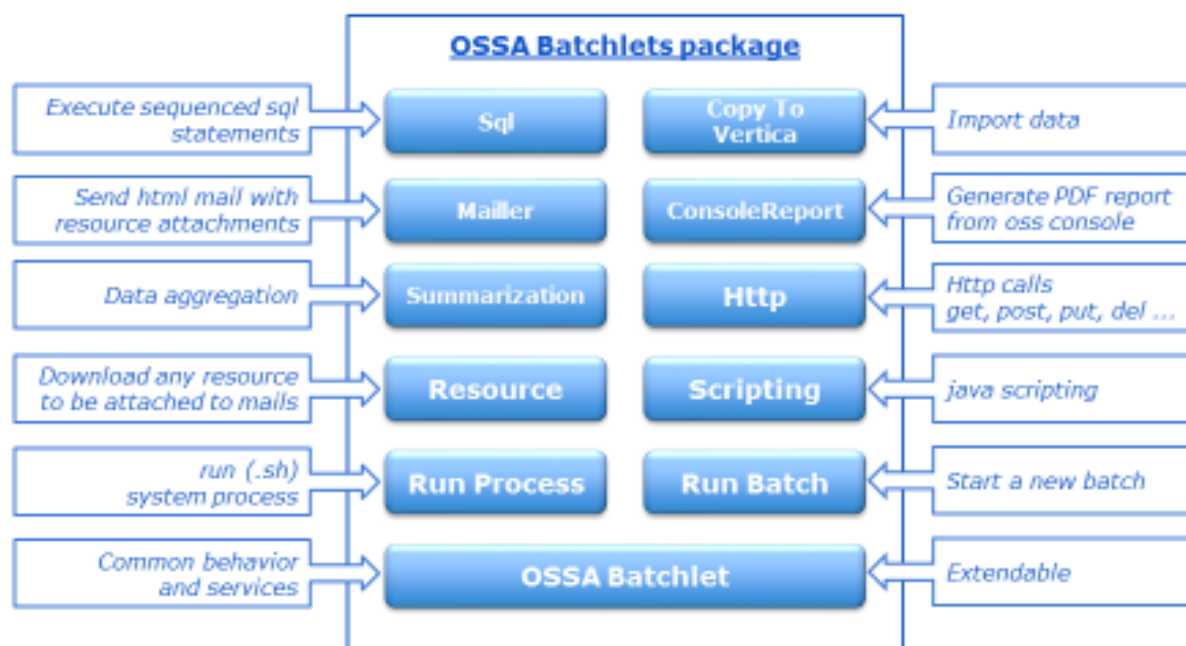 OSSA Batchlets package
Execute sequenced sql
statements
Sql
Copy To
Vertica
Import data
Send html mail with
resource attachments
Mailler
ConsoleReport
Generate PDF report
from oss console
Data aggregation
Summarization
Http
Http calls
get, post, put, del ...
Download any resource
to be attached to mails
Resource
Scripting
java scripting
run (.sh)
system process
Run Process
Run Batch
Start a new batch
Common behavior
and services
OSSA Batchlet
Extendable